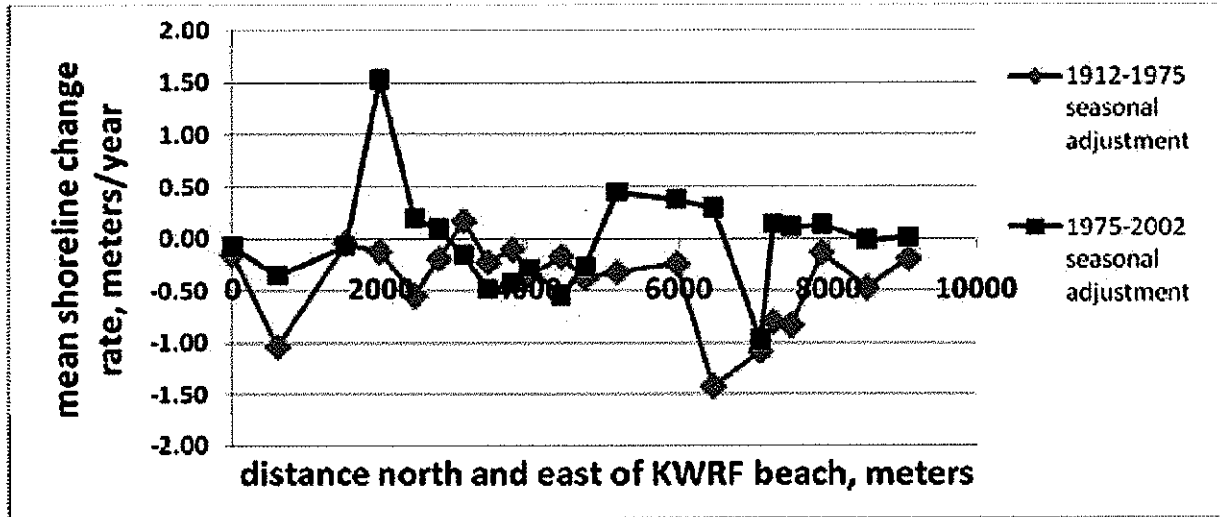 mean shoreline change
rate, meters/year
2.00
1.50
1.00
0.50
0.00
-0.50
-1.00
-1.50
-2.00
0
2000
4000
6000
8000
10000
distance north and east of KWRF beach, meters
1912-1975
seasonal
adjustment
1975-2002
seasonal
adjustment